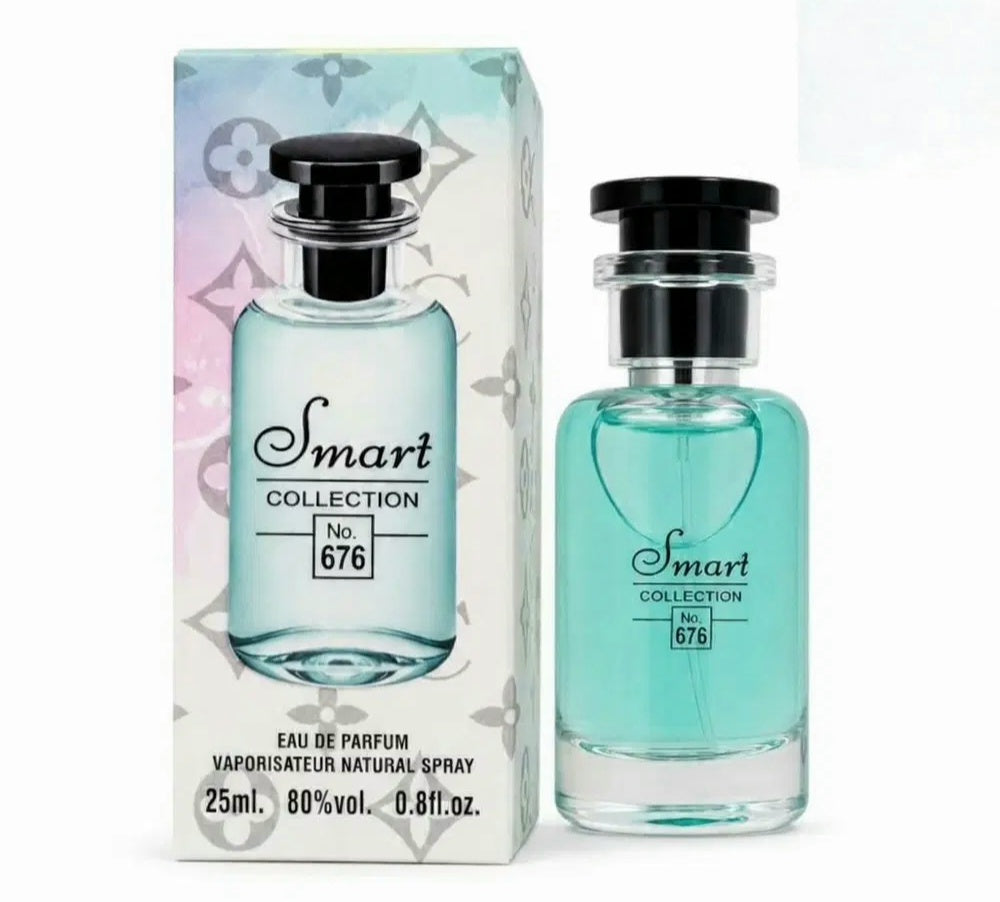 Smart
COLLECTION
No.
676
EAU DE PARFUM
VAPORISATEUR NATURAL SPRAY
25ml. 80%vol. 0.8fl.oz.
Smart
COLLECTION
No.
676